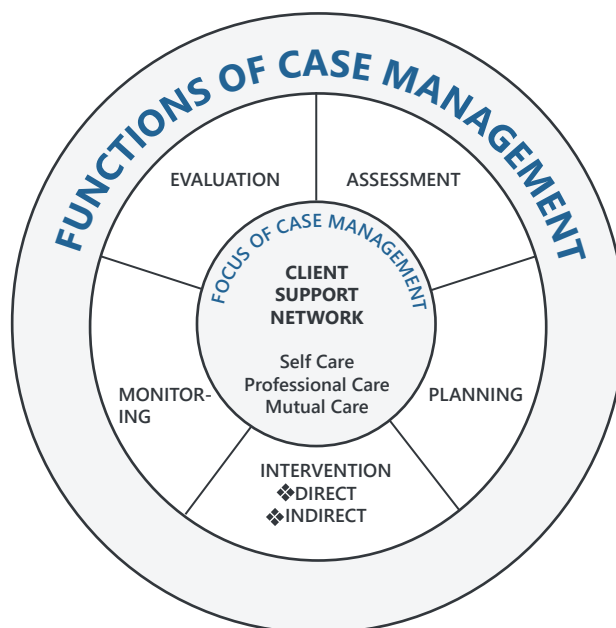 FUNCTIONS OF CASE MANAGEMENT
EVALUATION
ASSESSMENT
FOCUS OF CASE MANAGEMENT
CLIENT
SUPPORT
NETWORK
Self Care
Professional Care
Mutual Care
MONITOR-
ING
PLANNING
INTERVENTION
❖DIRECT
❖INDIRECT